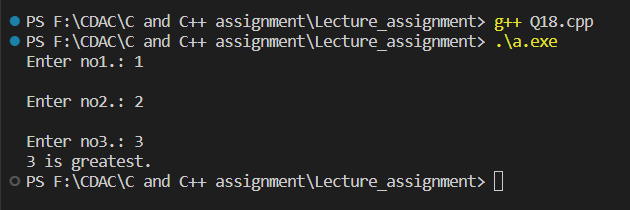 PS F:\CDAC\C and C++ assignment\Lecture_assignment> g++ Q18.cpp
PS F:\CDAC\C and C++ assignment\Lecture_assignment> .\a.exe
Enter no1.: 1
Enter no2.: 2
Enter no3.: 3
3 is greatest.
PS F:\CDAC\C and C++ assignment\Lecture_assignment>